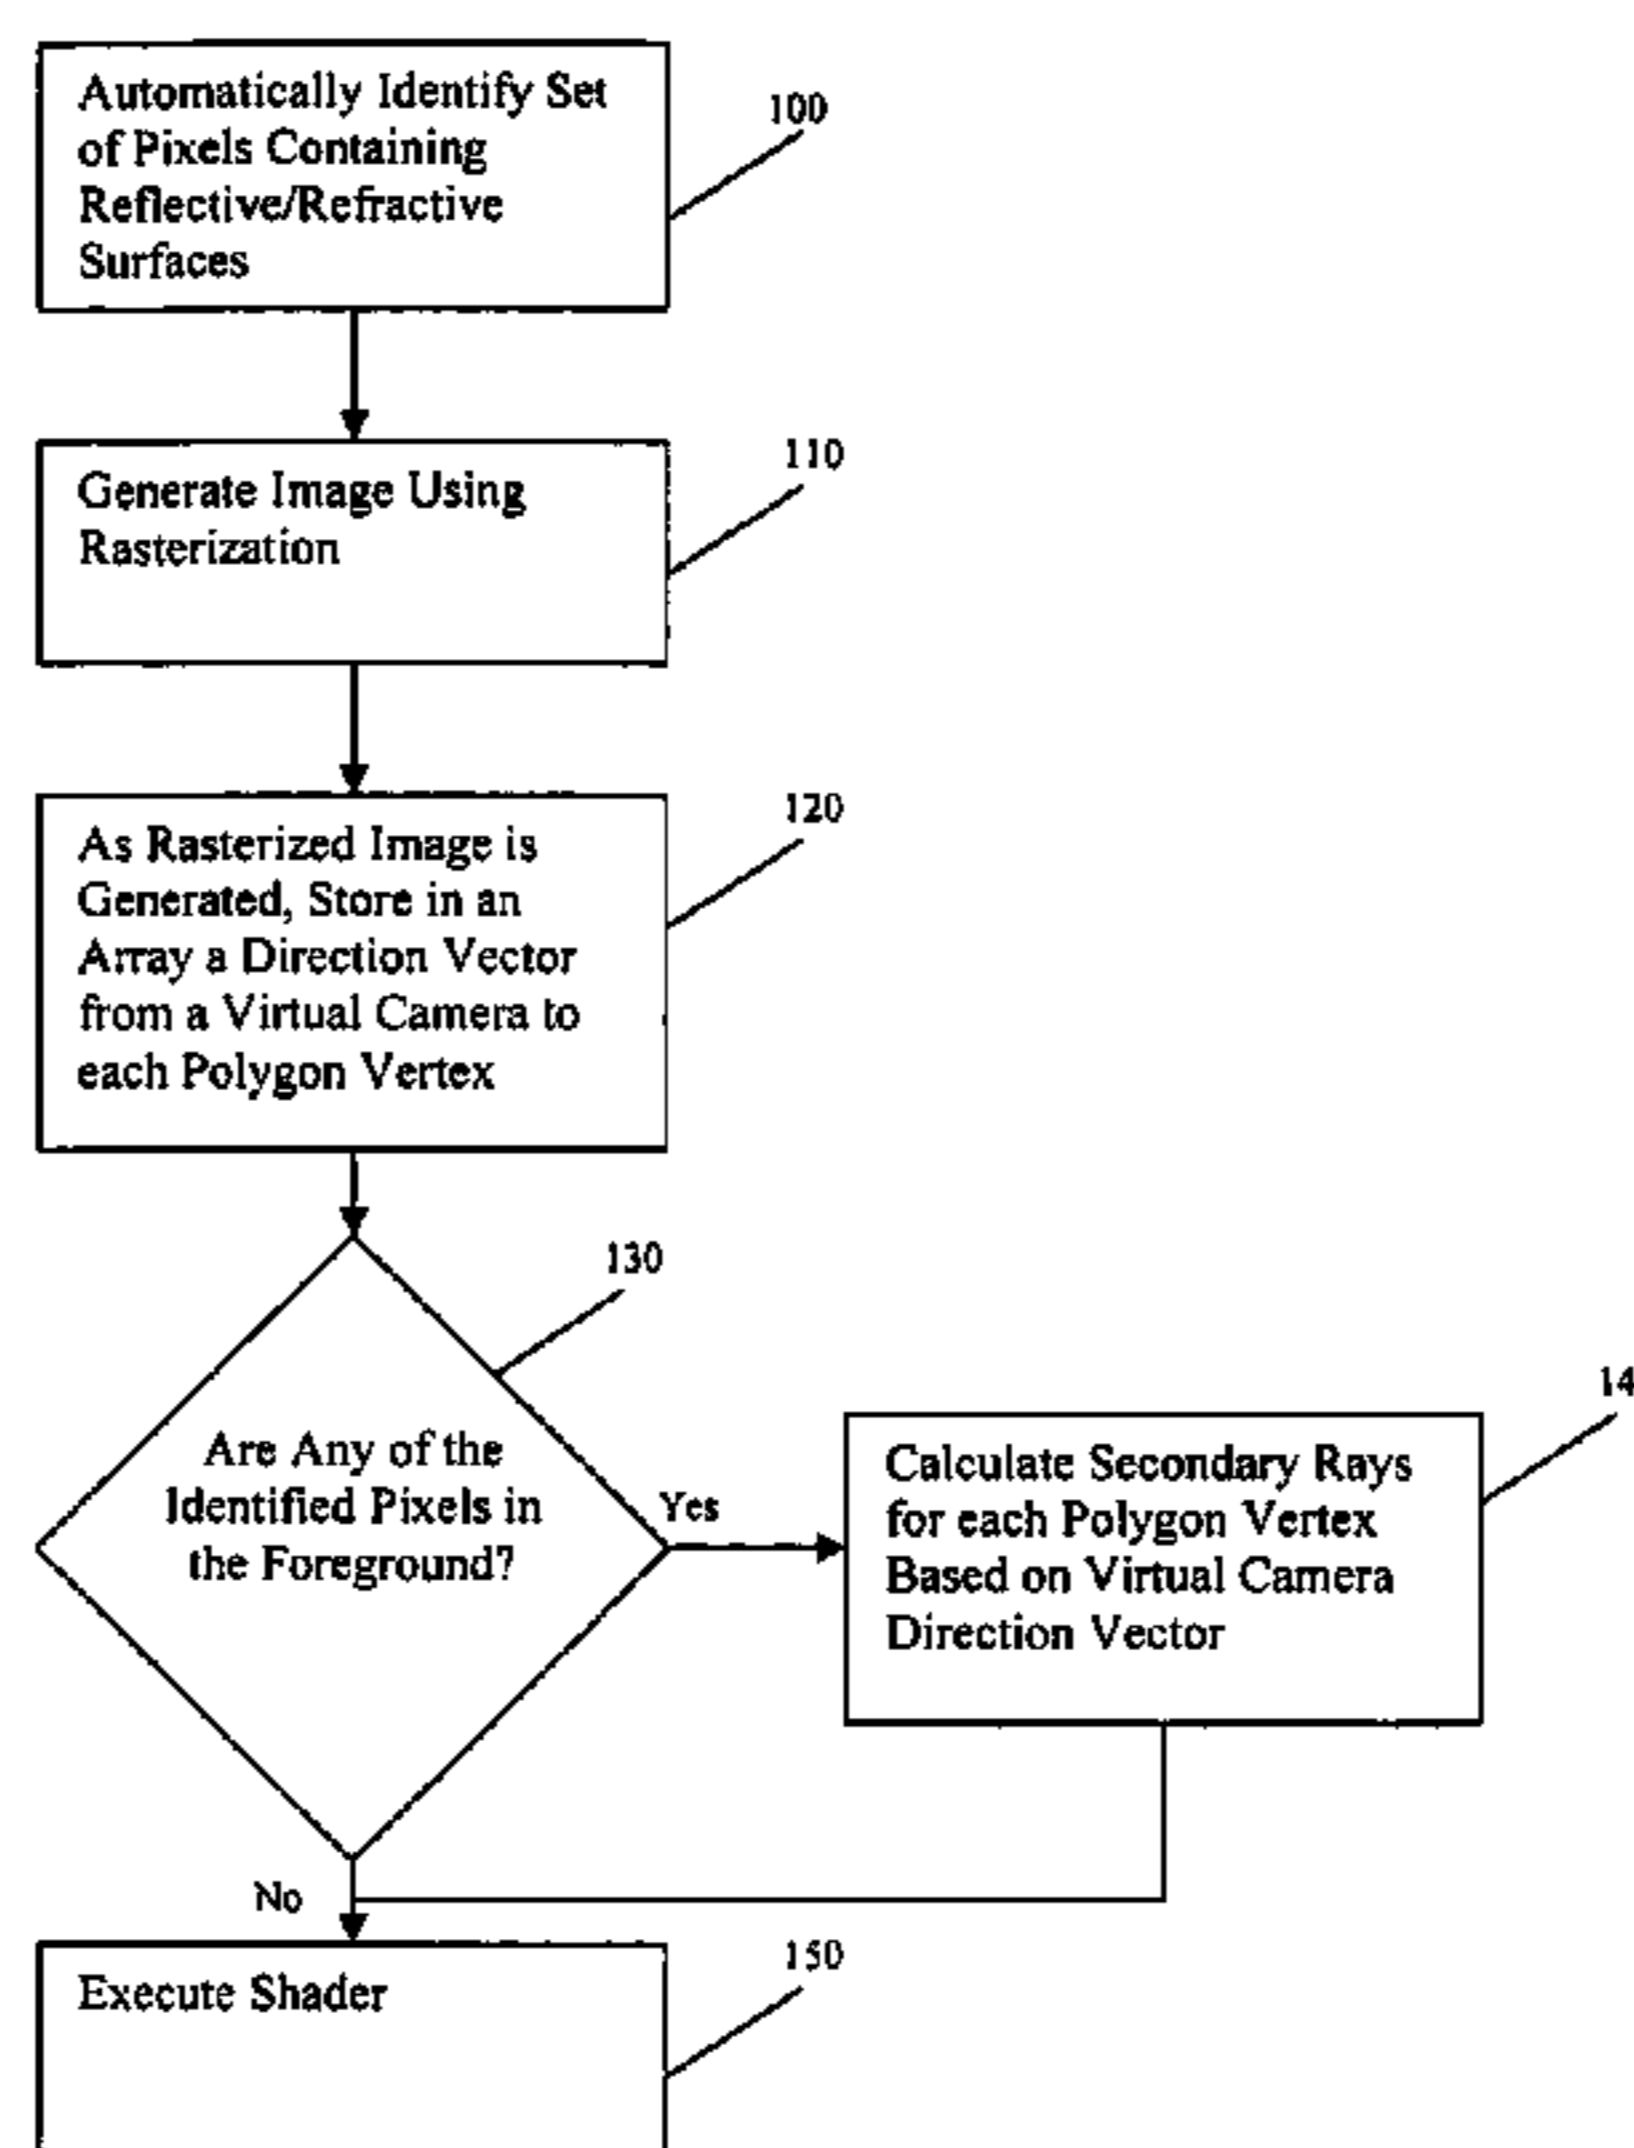 Automatically Identify Set
of Pixels Containing
Reflective/Refractive
Surfaces
100
Generate Image Using
Rasterization
110
As Rasterized Image is
Generated, Store in an
Array a Direction Vector
from a Virtual Camera to
each Polygon Vertex
120
130
Are Any of the
Identified Pixels in
the Foreground?
Yes
14
Calculate Secondary Rays
for each Polygon Vertex
Based on Virtual Camera
Direction Vector
No
Execute Shader
150